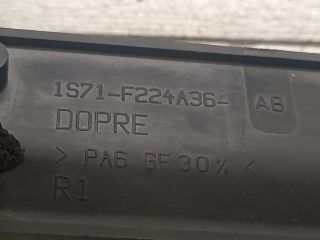 1S71-F224A36- AB
DOPRE
> PA6 GF 30% <
R1